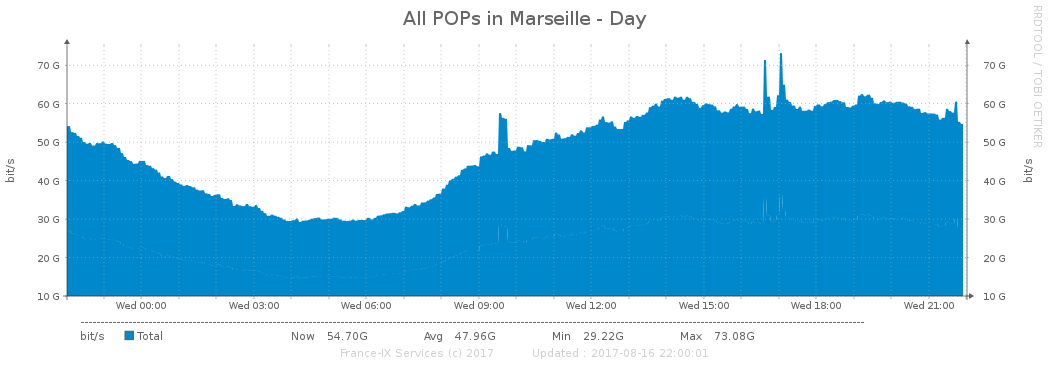 All POPs in Marseille - Day
RRDTOOL / TOBI OETIKER
70 G 70 G
60 G 60 G
50 G 50 G
40 G 40 G
30 G 30 G
20 G 20 G
10 G 10 G
bit/s bit/s
Wed 00:00 Wed 03:00 Wed 06:00 Wed 09:00 Wed 12:00 Wed 15:00 Wed 18:00 Wed 21:00
bit/s Total Now 54.70G Avg 47.96G Min 29.22G Max 73.08G
France-IX Services (c) 2017 Updated : 2017-08-16 22:00:01